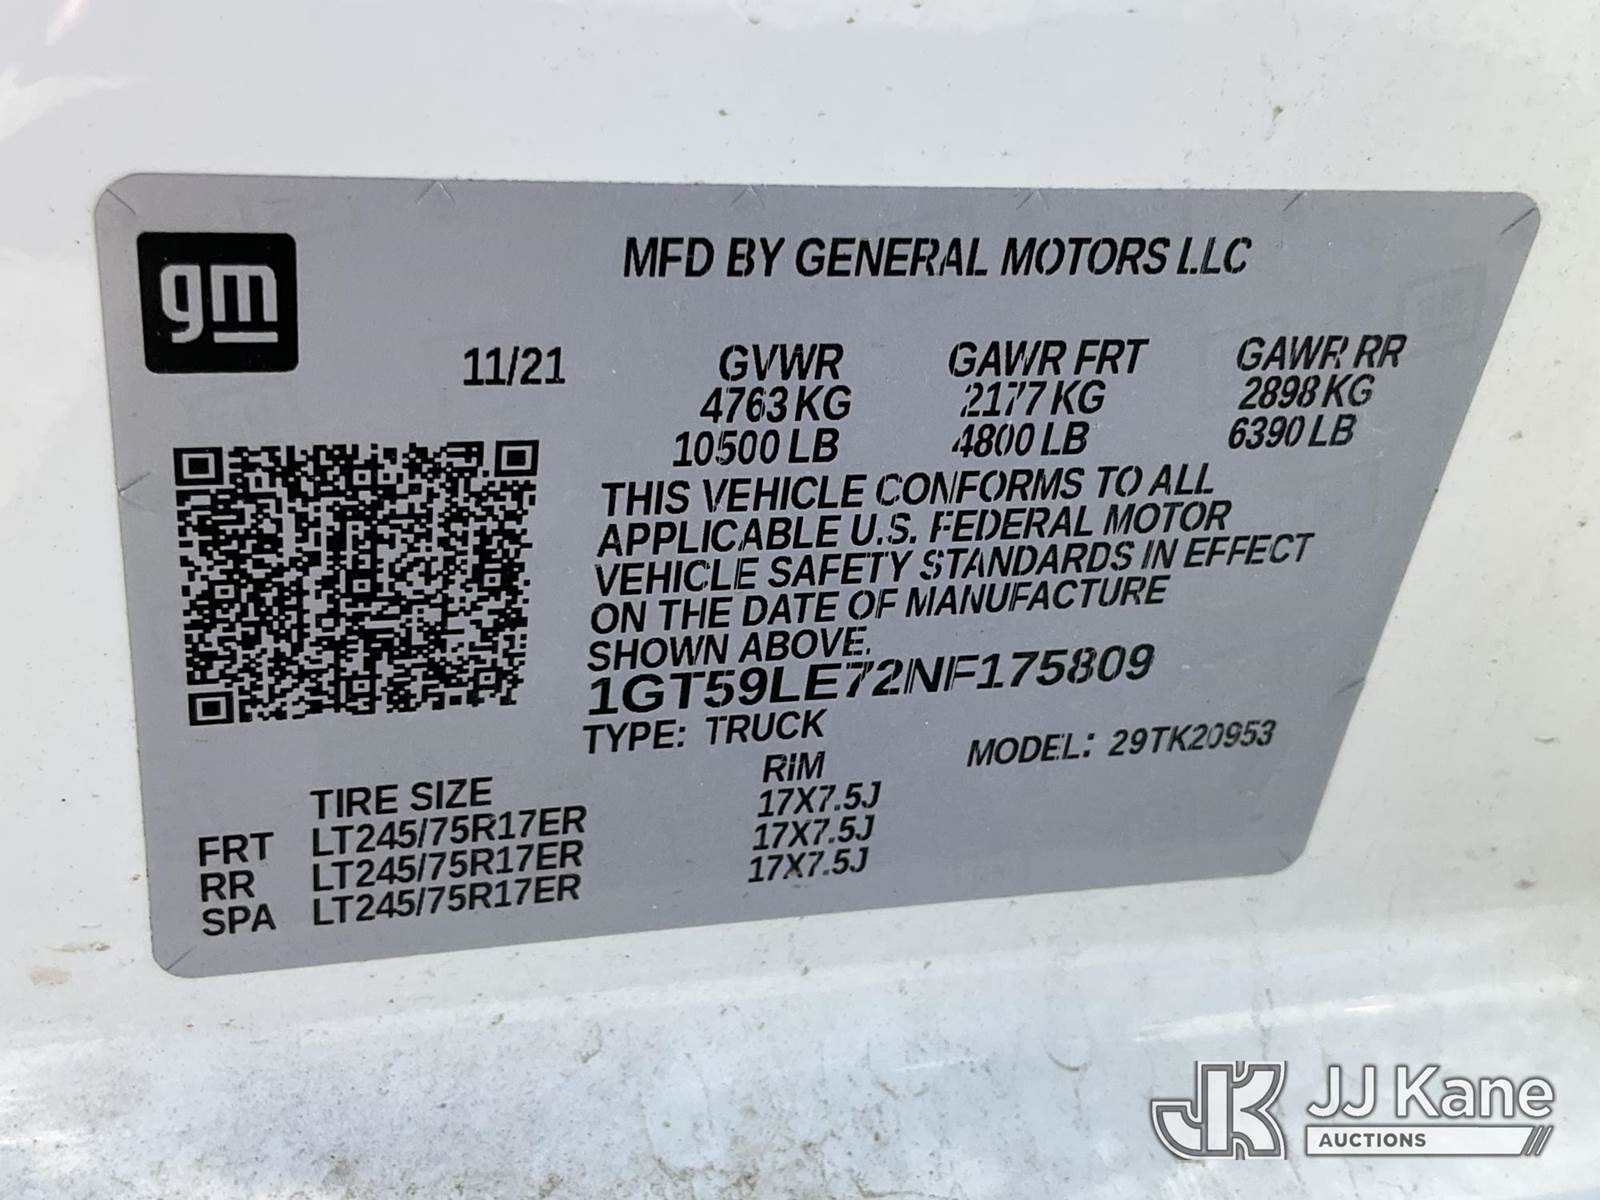 gm
MFD BY GENERAL MOTORS LLC
11/21 GVWR GAWR FRT GAWR RR
4763 KG 2177 KG 2898 KG
10500 LB 4800 LB 6390 LB
THIS VEHICLE CONFORMS TO ALL
APPLICABLE U.S. FEDERAL MOTOR
VEHICLE SAFETY STANDARDS IN EFFECT
ON THE DATE OF MANUFACTURE
SHOWN ABOVE.
1GT59LE72NF175809
TYPE: TRUCK MODEL: 29TK20953
TIRE SIZE RIM
FRT LT245/75R17ER 17X7.5J
RR LT245/75R17ER 17X7.5J
SPA LT245/75R17ER 17X7.5J
JK JJ Kane
AUCTIONS